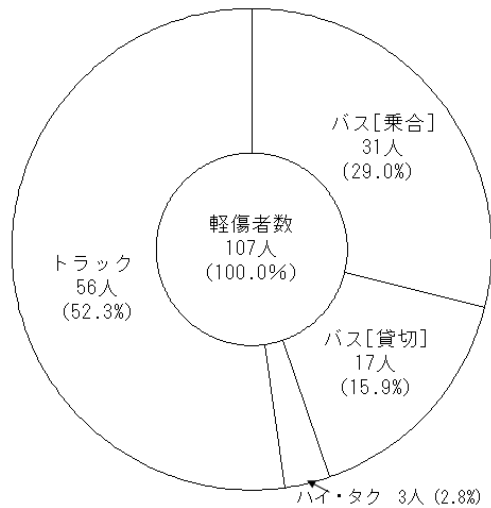 バス[乗合]
31人
(29.0%)
軽傷者数
107人
(100.0%)
トラック
56人
(52.3%)
バス[貸切]
17人
(15.9%)
ハイ・タク 3人 (2.8%)